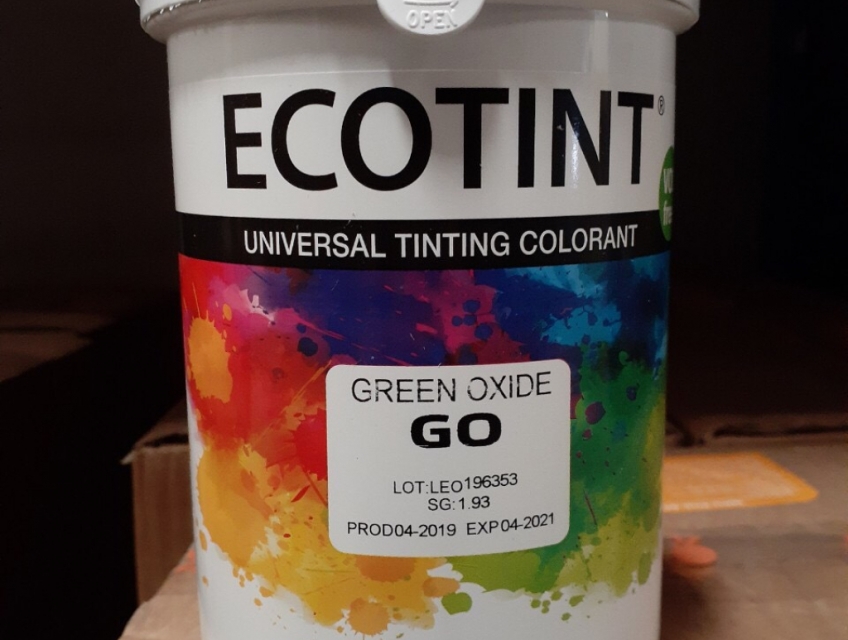 OPEN
ECOTINT®
UNIVERSAL TINTING COLORANT
GREEN OXIDE
GO
LOT:LEO196353
SG:1.93
PROD04-2019 EXP04-2021